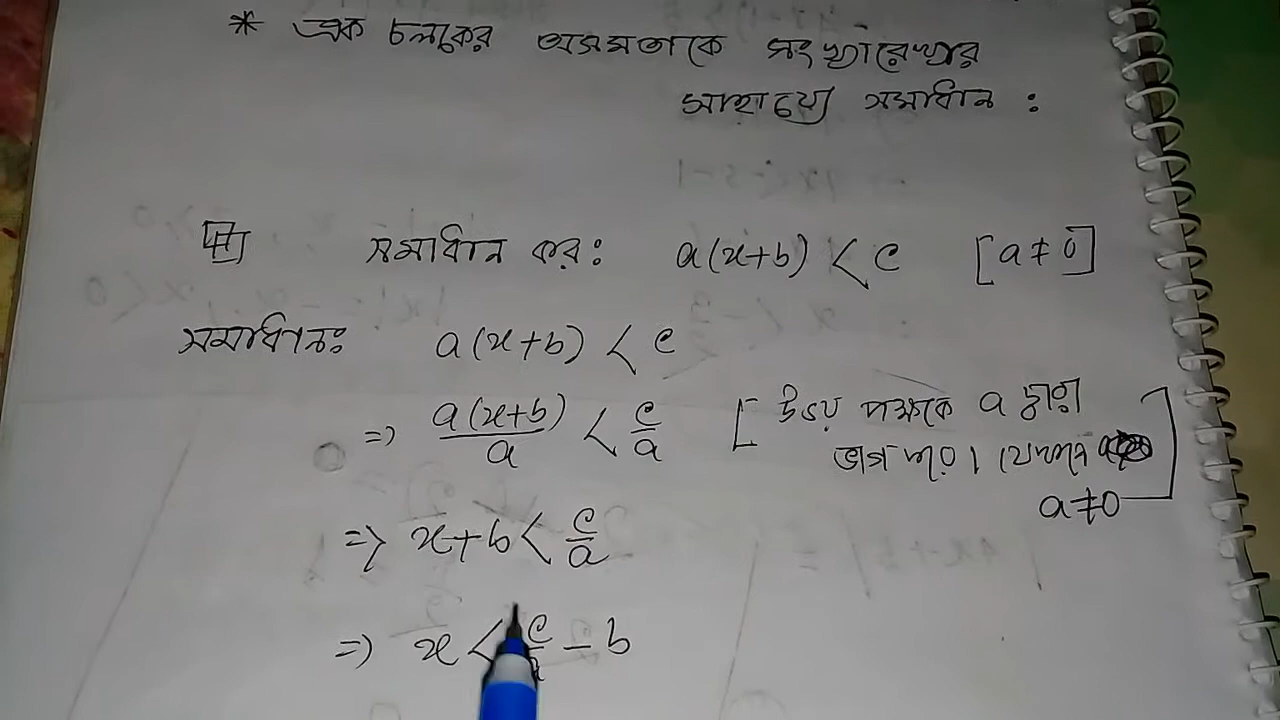 * এক চলকের অসমতাকে সংখ্যারেখার
সাহায্যে সমাধান :
সমাধান কর: a(x+b) < c [a ≠ 0]
সমাধান: a(x+b) < c
=> a(x+b)/a < c/a [উভয় পক্ষকে a দ্বারা
ভাগ করে। যেখানে
a ≠ 0]
=> x+b < c/a
=> x < c/a - b